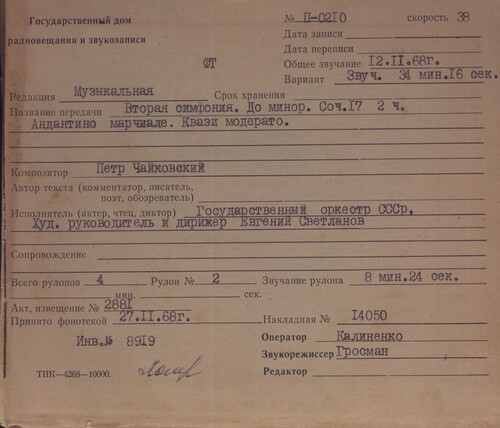 Государственный дом
радиовещания и звукозаписи
СТ
№ П-0210 скорость 38
Дата записи
Дата переписи
Общее звучание 12.II.68г.
Вариант Звуч. 34 мин.16 сек.
Редакция Музыкальная Срок хранения
Название передачи Вторая симфония. До минор. Соч.17 2 ч.
Андантино марчиале. Квази модерато.
Композитор Петр Чайковский
Автор текста (комментатор, писатель,
поэт, обозреватель)
Исполнитель (актер, чтец, диктор) Государственный оркестр СССР,
Худ. руководитель и дирижер Евгений Светланов
Сопровождение
Всего рулонов 4 Рулон № 2 Звучание рулона 8 мин.24 сек.
мин. сек.
Акт, извещение № 2881
Принято фонотекой 27.II.68г. Накладная № 14050
Инв.№ 8919
Оператор Калиненко
Звукорежиссер Гросман
Редактор
ТНК—4268-10000.